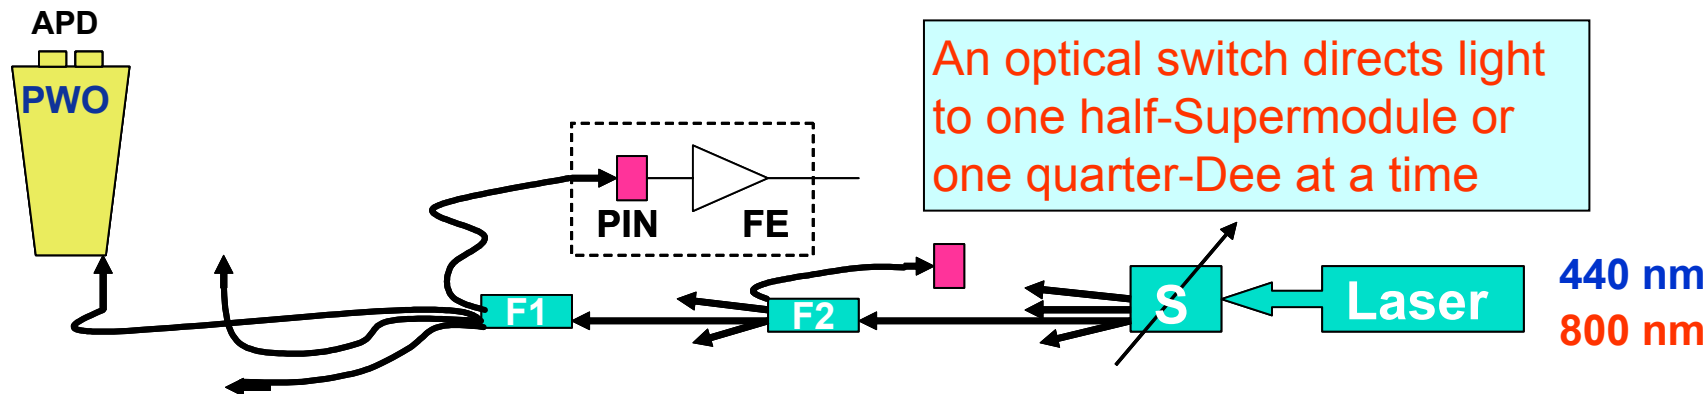 APD
PWO
An optical switch directs light
to one half-Supermodule or
one quarter-Dee at a time
PIN FE
F1
F2
S
Laser
440 nm
800 nm